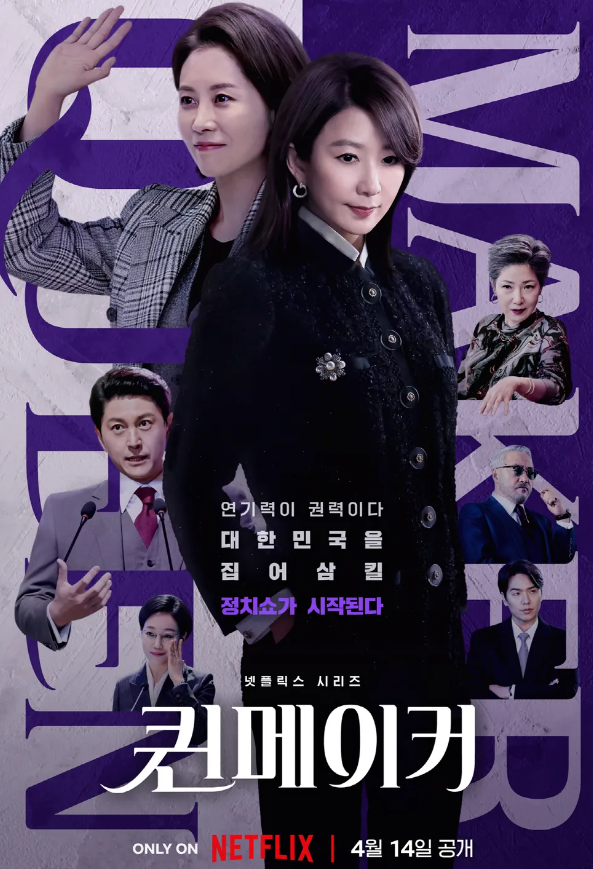 QUEEN
MAKER
연기력이 권력이다
대한민국을
집어삼킬
정치쇼가 시작된다
넷플릭스 시리즈
퀸메이커
ONLY ON NETFLIX | 4월 14일 공개